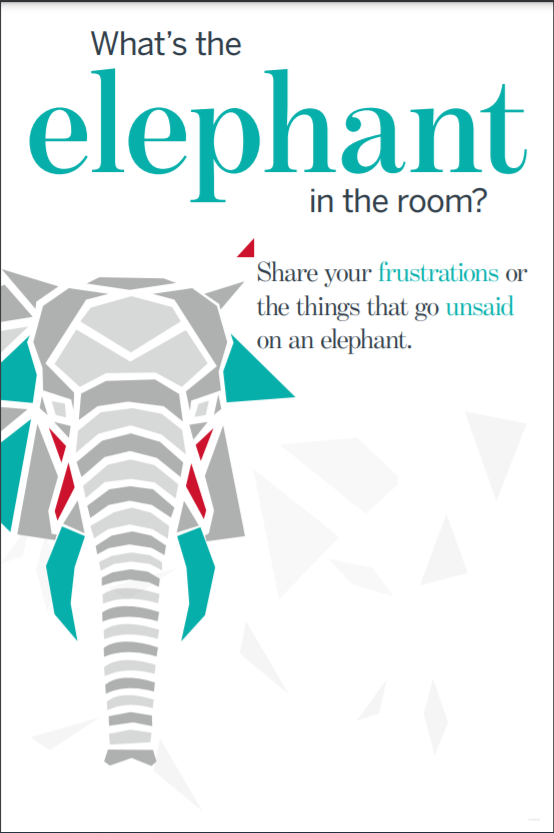 What's the
elephant
in the room?
Share your frustrations or
the things that go unsaid
on an elephant.